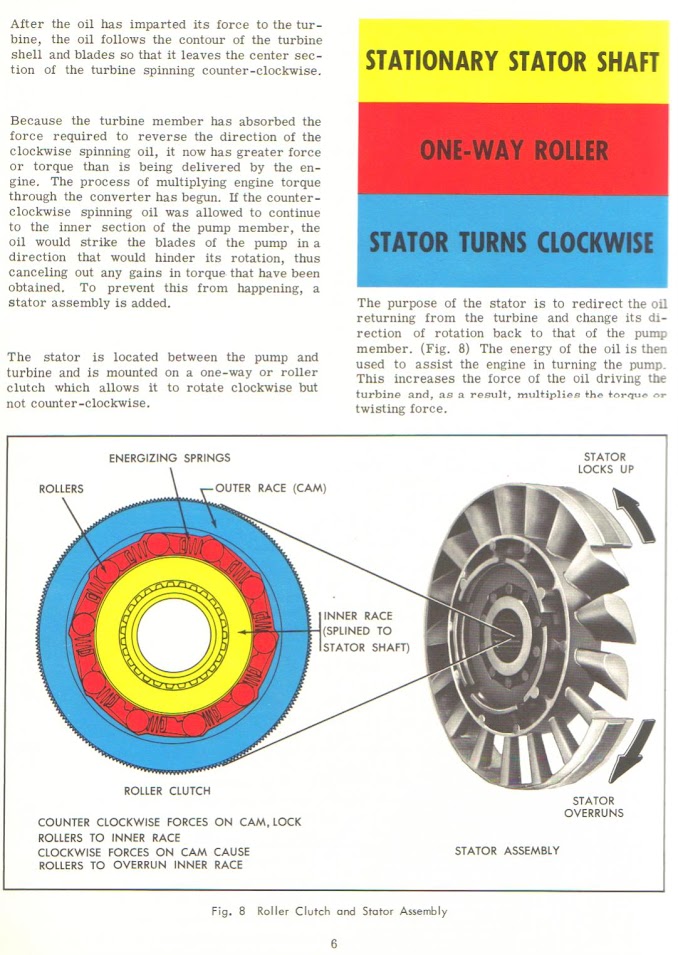 After the oil has imparted its force to the tur-
bine, the oil follows the contour of the turbine
shell and blades so that it leaves the center sec-
tion of the turbine spinning counter-clockwise.
Because the turbine member has absorbed the
force required to reverse the direction of the
clockwise spinning oil, it now has greater force
or torque than is being delivered by the en-
gine. The process of multiplying engine torque
through the converter has begun. If the counter-
clockwise spinning oil was allowed to continue
to the inner section of the pump member, the
oil would strike the blades of the pump in a
direction that would hinder its rotation, thus
canceling out any gains in torque that have been
obtained. To prevent this from happening, a
stator assembly is added.
The stator is located between the pump and
turbine and is mounted on a one-way or roller
clutch which allows it to rotate clockwise but
not counter-clockwise.
STATIONARY STATOR SHAFT
ONE-WAY ROLLER
STATOR TURNS CLOCKWISE
The purpose of the stator is to redirect the oil
returning from the turbine and change its di-
rection of rotation back to that of the pump
member. (Fig. 8) The energy of the oil is then
used to assist the engine in turning the pump.
This increases the force of the oil driving the
turbine and, as a result, multiplies the torque or
twisting force.
ENERGIZING SPRINGS
ROLLERS
OUTER RACE (CAM)
INNER RACE
(SPLINED TO
STATOR SHAFT)
ROLLER CLUTCH
COUNTER CLOCKWISE FORCES ON CAM, LOCK
ROLLERS TO INNER RACE
CLOCKWISE FORCES ON CAM CAUSE
ROLLERS TO OVERRUN INNER RACE
STATOR
LOCKS UP
STATOR
OVERRUNS
STATOR ASSEMBLY
Fig. 8 Roller Clutch and Stator Assembly
6